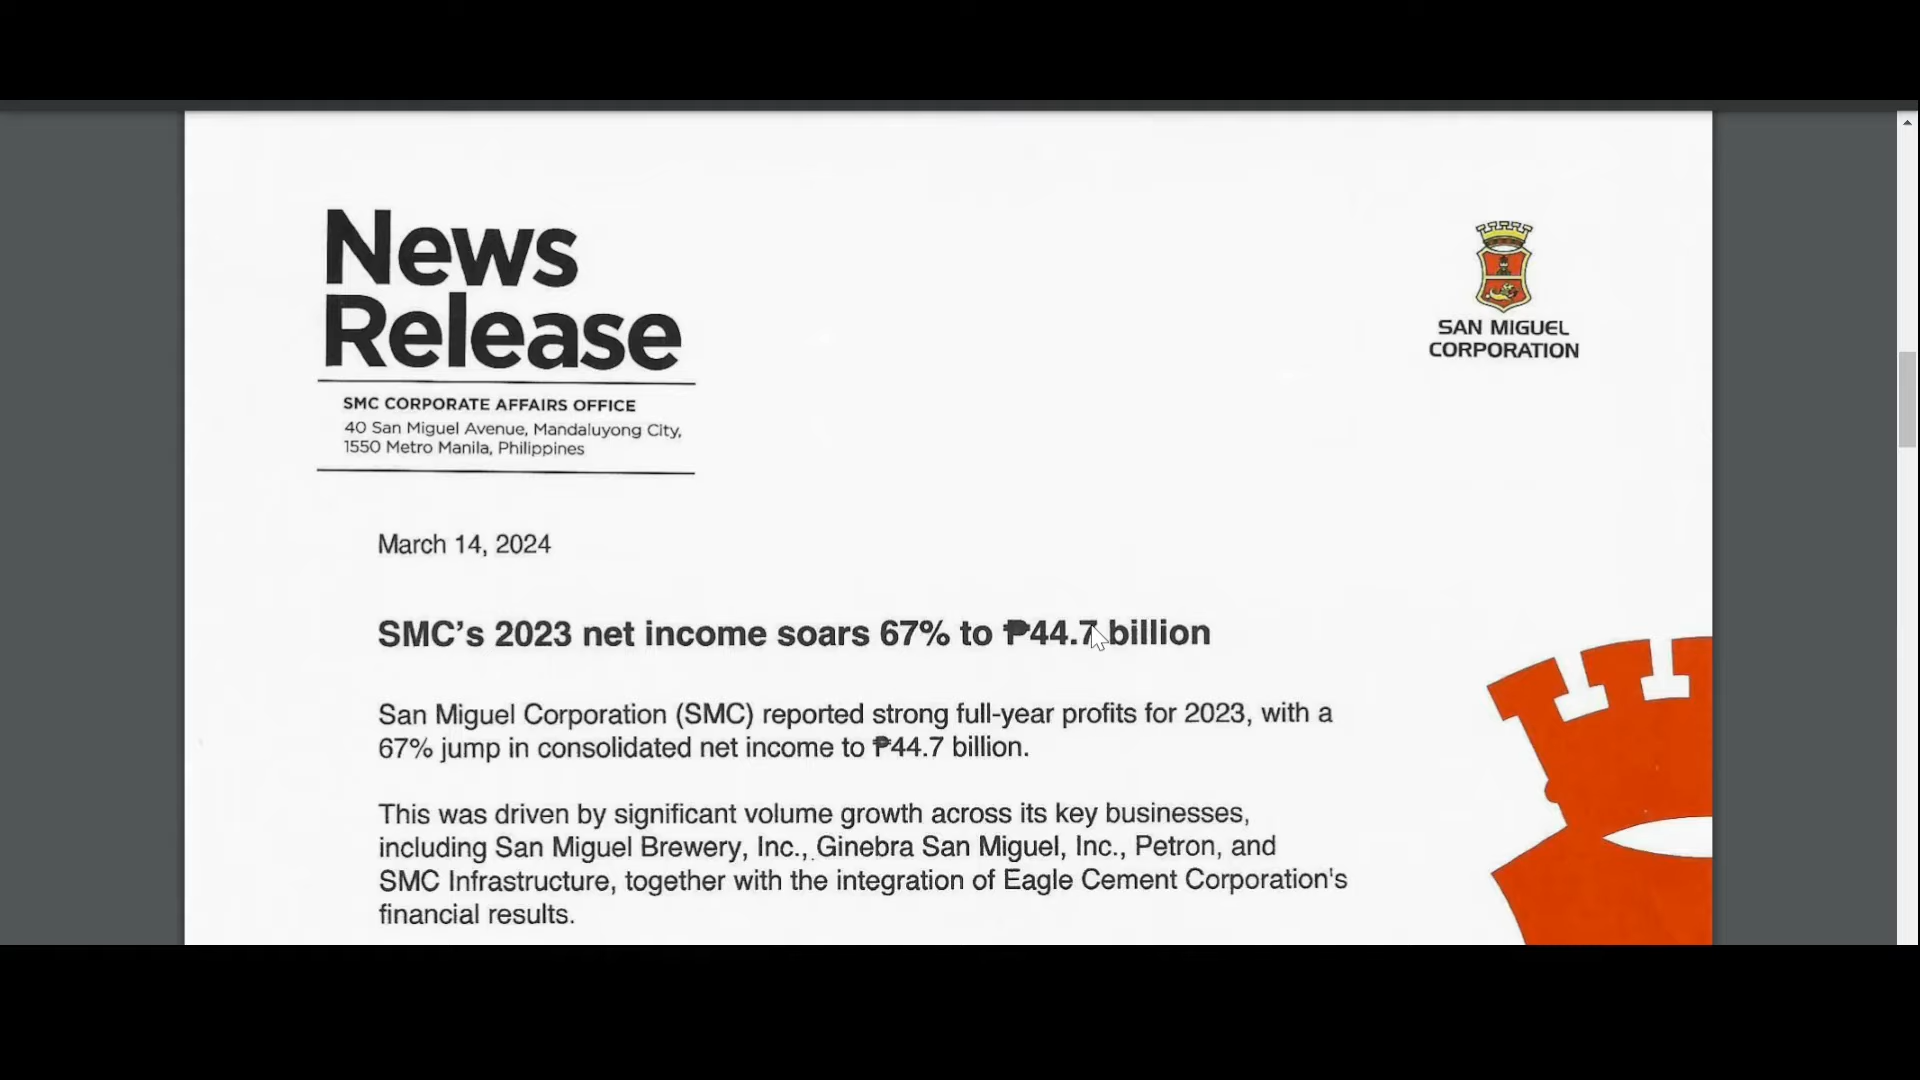 News
Release
SAN MIGUEL
CORPORATION
SMC CORPORATE AFFAIRS OFFICE
40 San Miguel Avenue, Mandaluyong City,
1550 Metro Manila, Philippines
March 14, 2024
SMC's 2023 net income soars 67% to ₱44.7 billion
San Miguel Corporation (SMC) reported strong full-year profits for 2023, with a
67% jump in consolidated net income to ₱44.7 billion.
This was driven by significant volume growth across its key businesses,
including San Miguel Brewery, Inc., Ginebra San Miguel, Inc., Petron, and
SMC Infrastructure, together with the integration of Eagle Cement Corporation's
financial results.